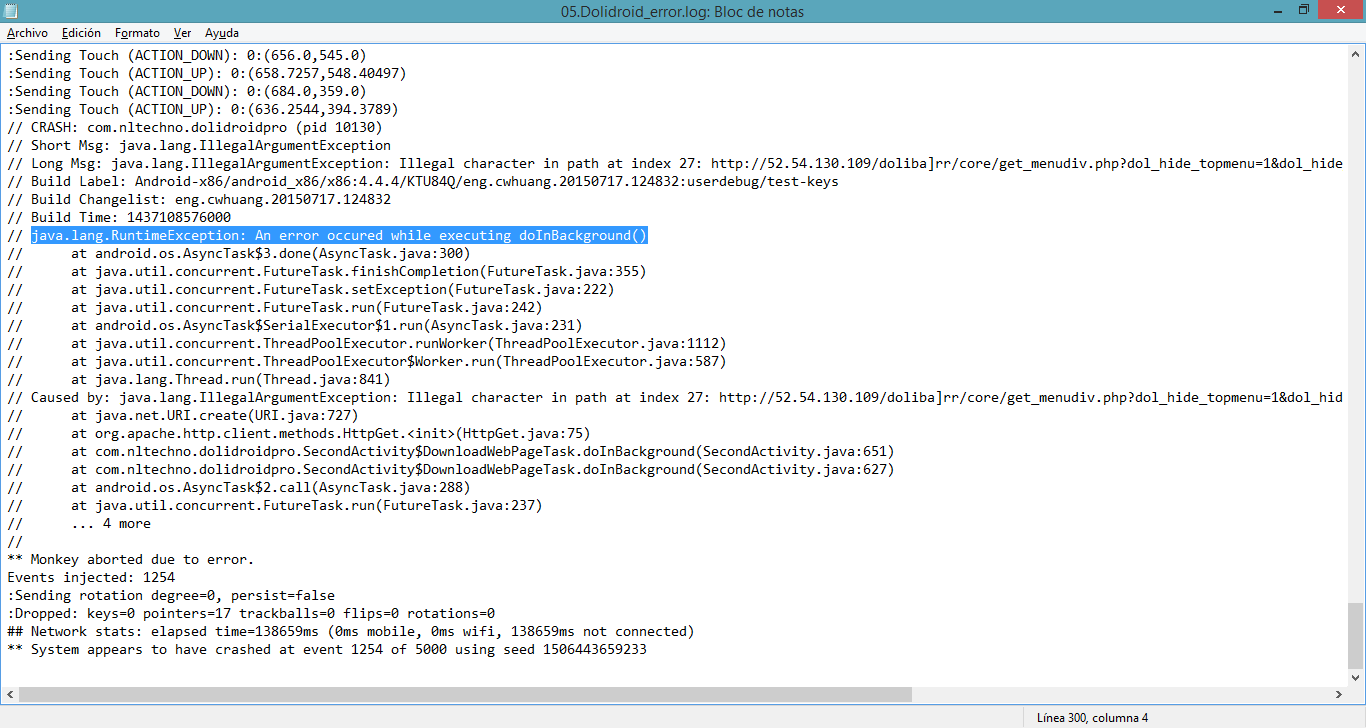 05.Dolidroid_error.log: Bloc de notas
Archivo Edición Formato Ver Ayuda
:Sending Touch (ACTION_DOWN): 0:(656.0,545.0)
:Sending Touch (ACTION_UP): 0:(658.7257,548.40497)
:Sending Touch (ACTION_DOWN): 0:(684.0,359.0)
:Sending Touch (ACTION_UP): 0:(636.2544,394.3789)
// CRASH: com.nltechno.dolidroidpro (pid 10130)
// Short Msg: java.lang.IllegalArgumentException
// Long Msg: java.lang.IllegalArgumentException: Illegal character in path at index 27: http://52.54.130.109/doliba]rr/core/get_menudiv.php?dol_hide_topmenu=1&dol_hide
// Build Label: Android-x86/android_x86/x86:4.4.4/KTU84Q/eng.cwhuang.20150717.124832:userdebug/test-keys
// Build Changelist: eng.cwhuang.20150717.124832
// Build Time: 1437108576000
// java.lang.RuntimeException: An error occured while executing doInBackground()
//      at android.os.AsyncTask$3.done(AsyncTask.java:300)
//      at java.util.concurrent.FutureTask.finishCompletion(FutureTask.java:355)
//      at java.util.concurrent.FutureTask.setException(FutureTask.java:222)
//      at java.util.concurrent.FutureTask.run(FutureTask.java:242)
//      at android.os.AsyncTask$SerialExecutor$1.run(AsyncTask.java:231)
//      at java.util.concurrent.ThreadPoolExecutor.runWorker(ThreadPoolExecutor.java:1112)
//      at java.util.concurrent.ThreadPoolExecutor$Worker.run(ThreadPoolExecutor.java:587)
//      at java.lang.Thread.run(Thread.java:841)
// Caused by: java.lang.IllegalArgumentException: Illegal character in path at index 27: http://52.54.130.109/doliba]rr/core/get_menudiv.php?dol_hide_topmenu=1&dol_hid
//      at java.net.URI.create(URI.java:727)
//      at org.apache.http.client.methods.HttpGet.<init>(HttpGet.java:75)
//      at com.nltechno.dolidroidpro.SecondActivity$DownloadWebPageTask.doInBackground(SecondActivity.java:651)
//      at com.nltechno.dolidroidpro.SecondActivity$DownloadWebPageTask.doInBackground(SecondActivity.java:627)
//      at android.os.AsyncTask$2.call(AsyncTask.java:288)
//      at java.util.concurrent.FutureTask.run(FutureTask.java:237)
//      ... 4 more
//
** Monkey aborted due to error.
Events injected: 1254
:Sending rotation degree=0, persist=false
:Dropped: keys=0 pointers=17 trackballs=0 flips=0 rotations=0
## Network stats: elapsed time=138659ms (0ms mobile, 0ms wifi, 138659ms not connected)
** System appears to have crashed at event 1254 of 5000 using seed 1506443659233
Línea 300, columna 4